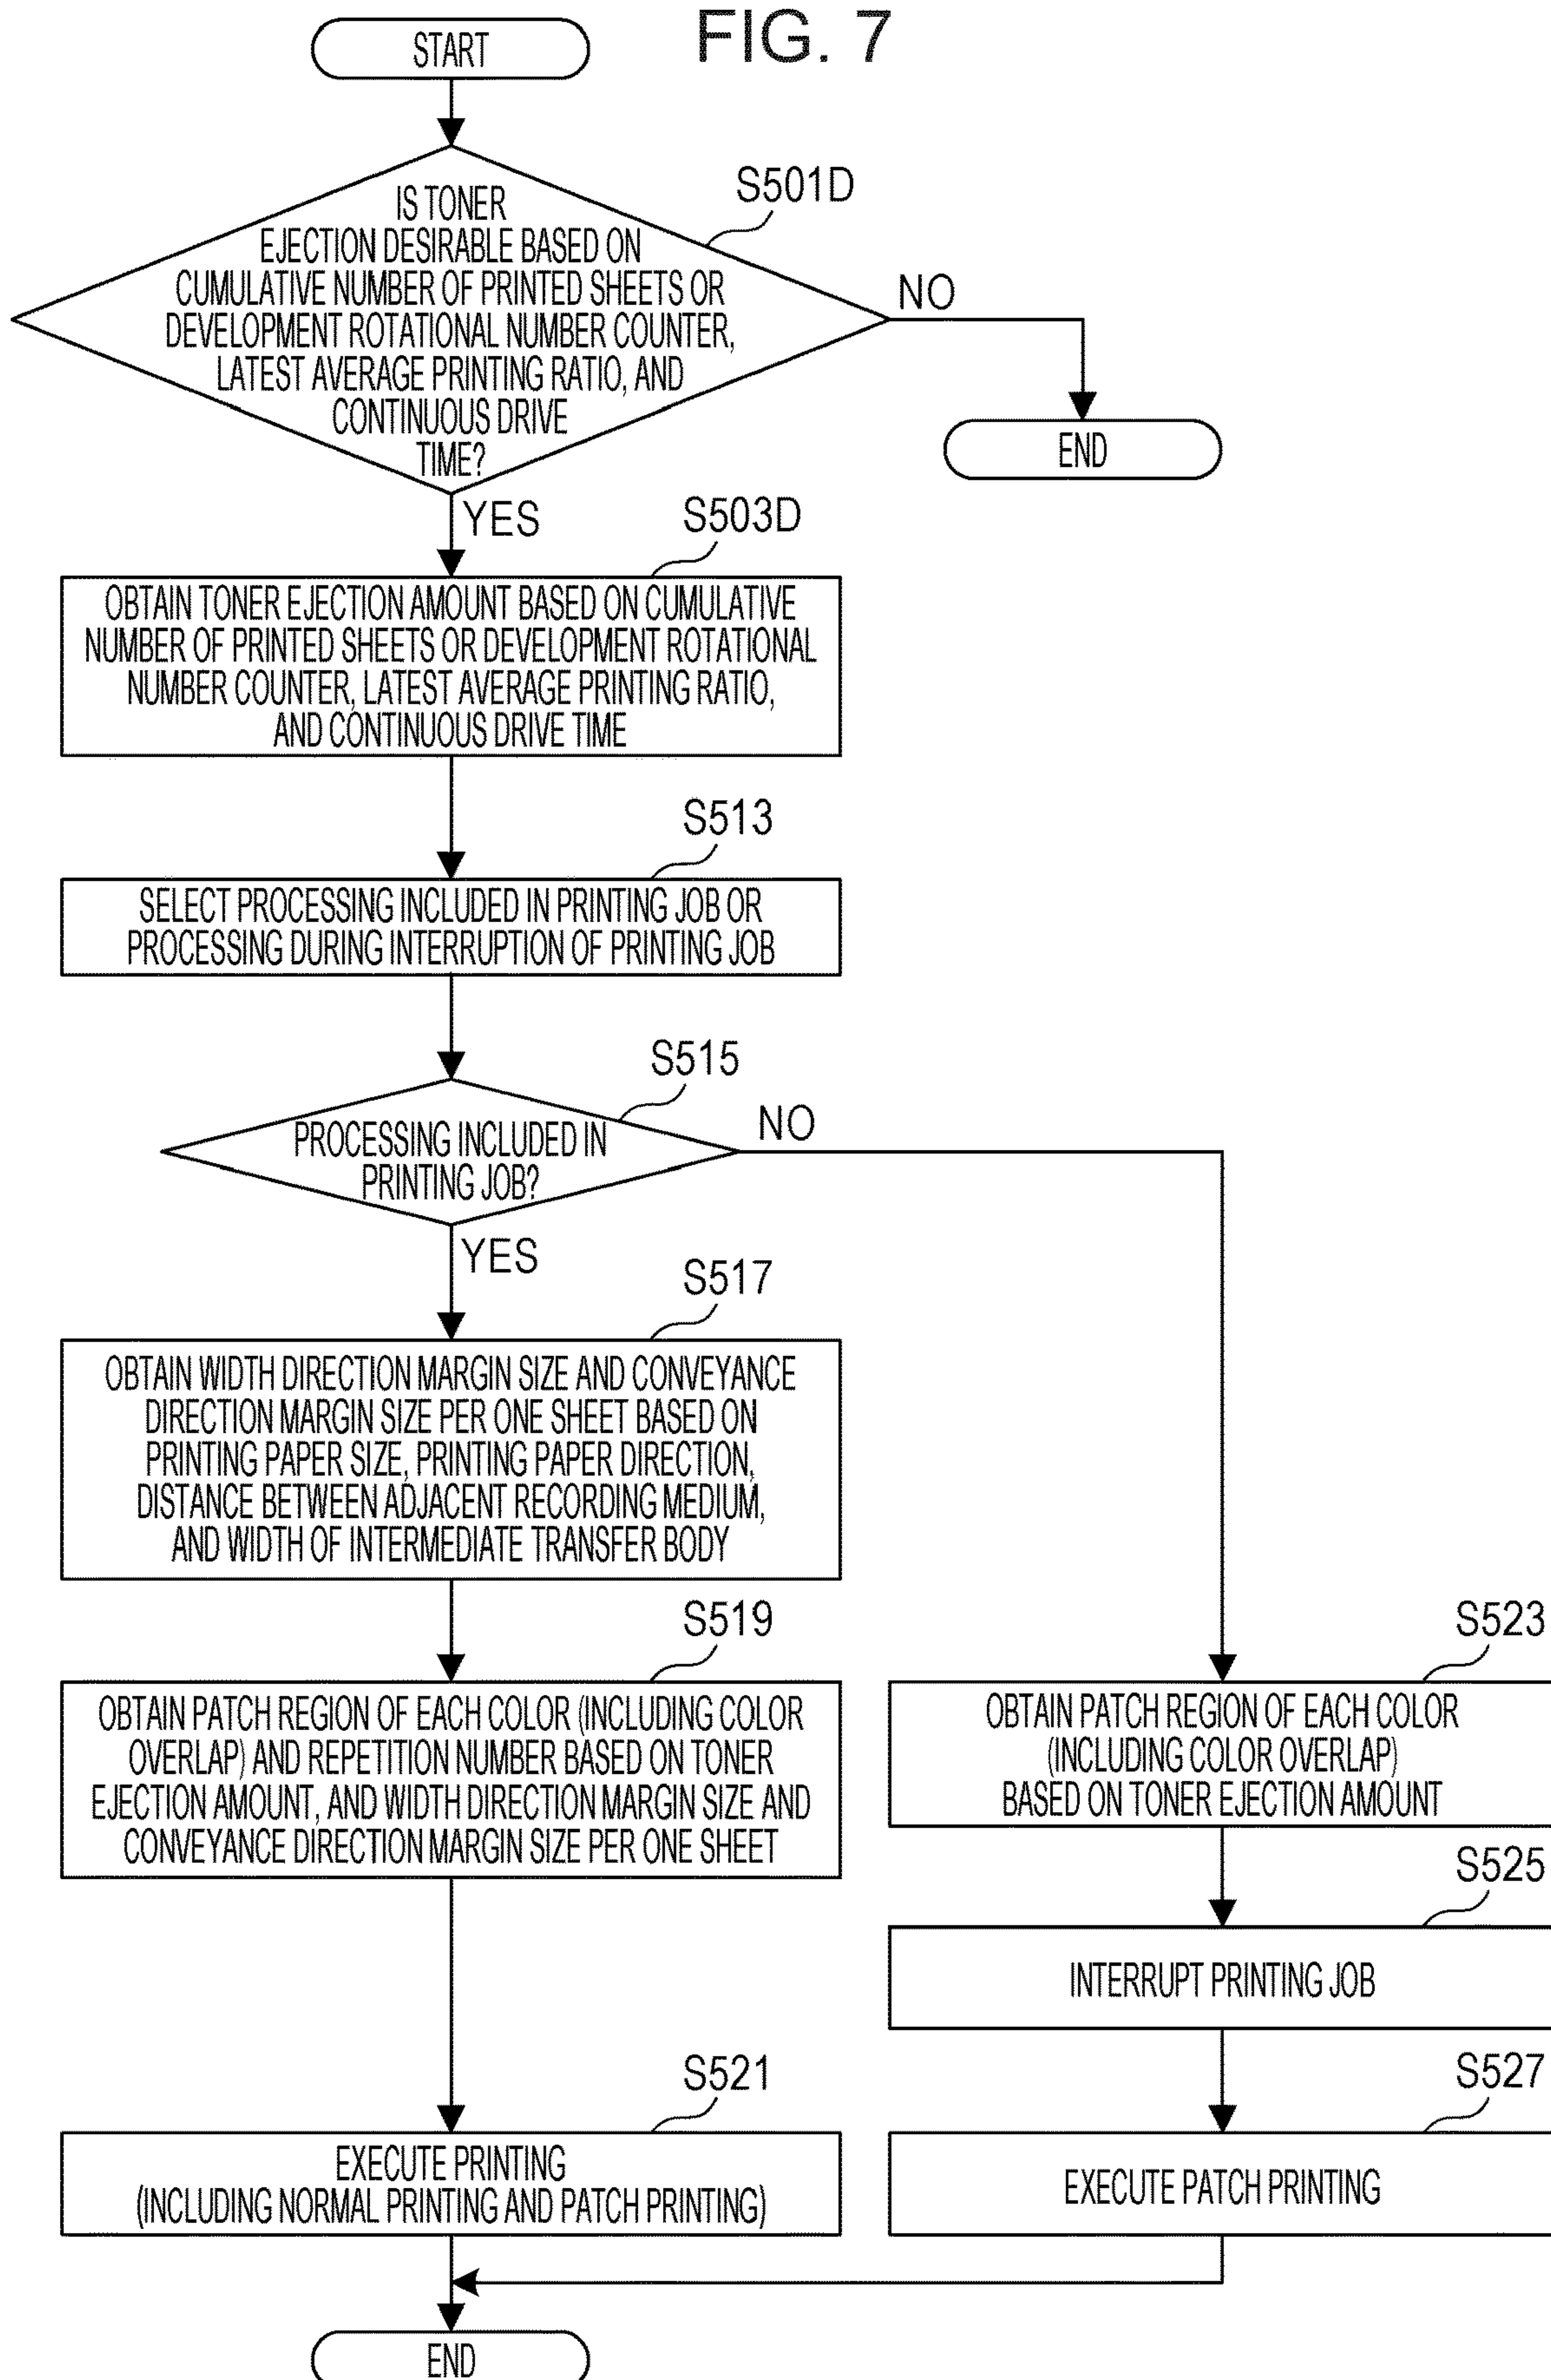 FIG. 7
START
S501D
IS TONER
EJECTION DESIRABLE BASED ON
CUMULATIVE NUMBER OF PRINTED SHEETS OR
DEVELOPMENT ROTATIONAL NUMBER COUNTER,
LATEST AVERAGE PRINTING RATIO, AND
CONTINUOUS DRIVE
TIME?
NO
END
YES
S503D
OBTAIN TONER EJECTION AMOUNT BASED ON CUMULATIVE
NUMBER OF PRINTED SHEETS OR DEVELOPMENT ROTATIONAL
NUMBER COUNTER, LATEST AVERAGE PRINTING RATIO,
AND CONTINUOUS DRIVE TIME
S513
SELECT PROCESSING INCLUDED IN PRINTING JOB OR
PROCESSING DURING INTERRUPTION OF PRINTING JOB
S515
PROCESSING INCLUDED IN
PRINTING JOB?
NO
YES
S517
OBTAIN WIDTH DIRECTION MARGIN SIZE AND CONVEYANCE
DIRECTION MARGIN SIZE PER ONE SHEET BASED ON
PRINTING PAPER SIZE, PRINTING PAPER DIRECTION,
DISTANCE BETWEEN ADJACENT RECORDING MEDIUM,
AND WIDTH OF INTERMEDIATE TRANSFER BODY
S519
OBTAIN PATCH REGION OF EACH COLOR (INCLUDING COLOR
OVERLAP) AND REPETITION NUMBER BASED ON TONER
EJECTION AMOUNT, AND WIDTH DIRECTION MARGIN SIZE AND
CONVEYANCE DIRECTION MARGIN SIZE PER ONE SHEET
S523
OBTAIN PATCH REGION OF EACH COLOR
(INCLUDING COLOR OVERLAP)
BASED ON TONER EJECTION AMOUNT
S525
INTERRUPT PRINTING JOB
S521
EXECUTE PRINTING
(INCLUDING NORMAL PRINTING AND PATCH PRINTING)
S527
EXECUTE PATCH PRINTING
END